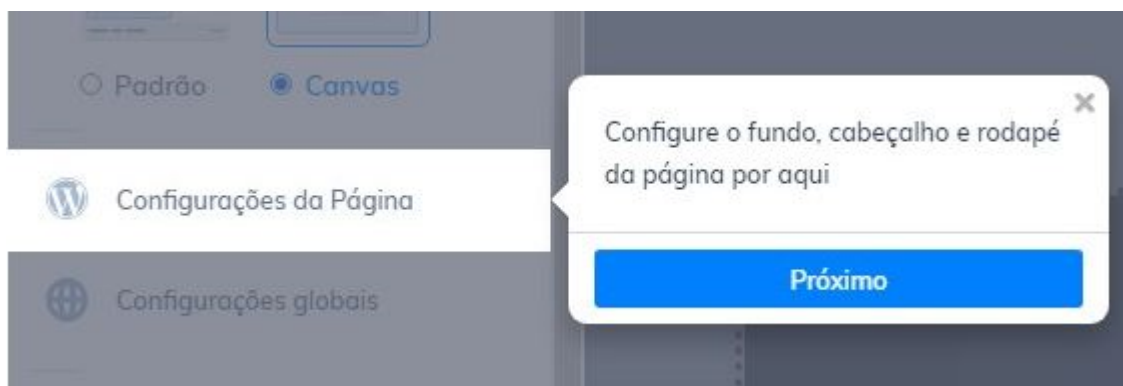 Padrão
Canvas
Configurações da Página
Configurações globais
Configure o fundo, cabeçalho e rodapé
da página por aqui
Próximo